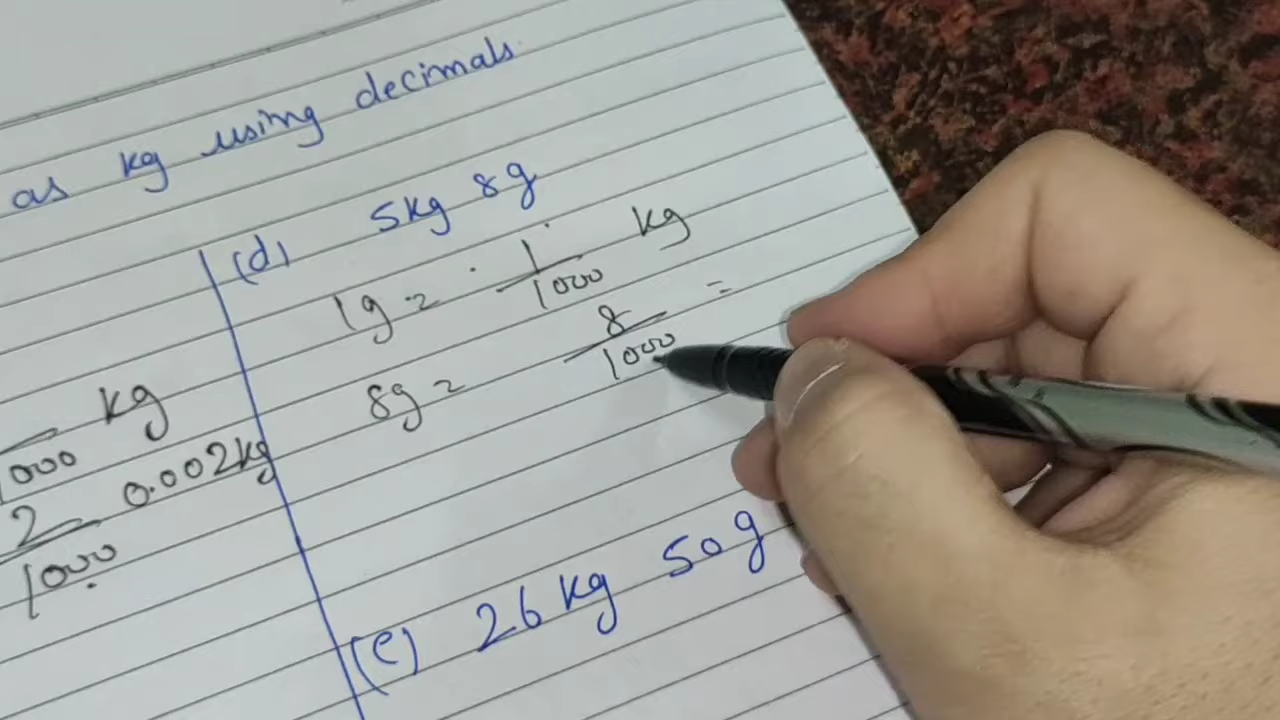 as kg using decimals
(d) 5kg 8g
1g = 1/1000 kg
8g = 8/1000 =
1000 kg
2/1000 0.002kg
(e) 26kg 50g